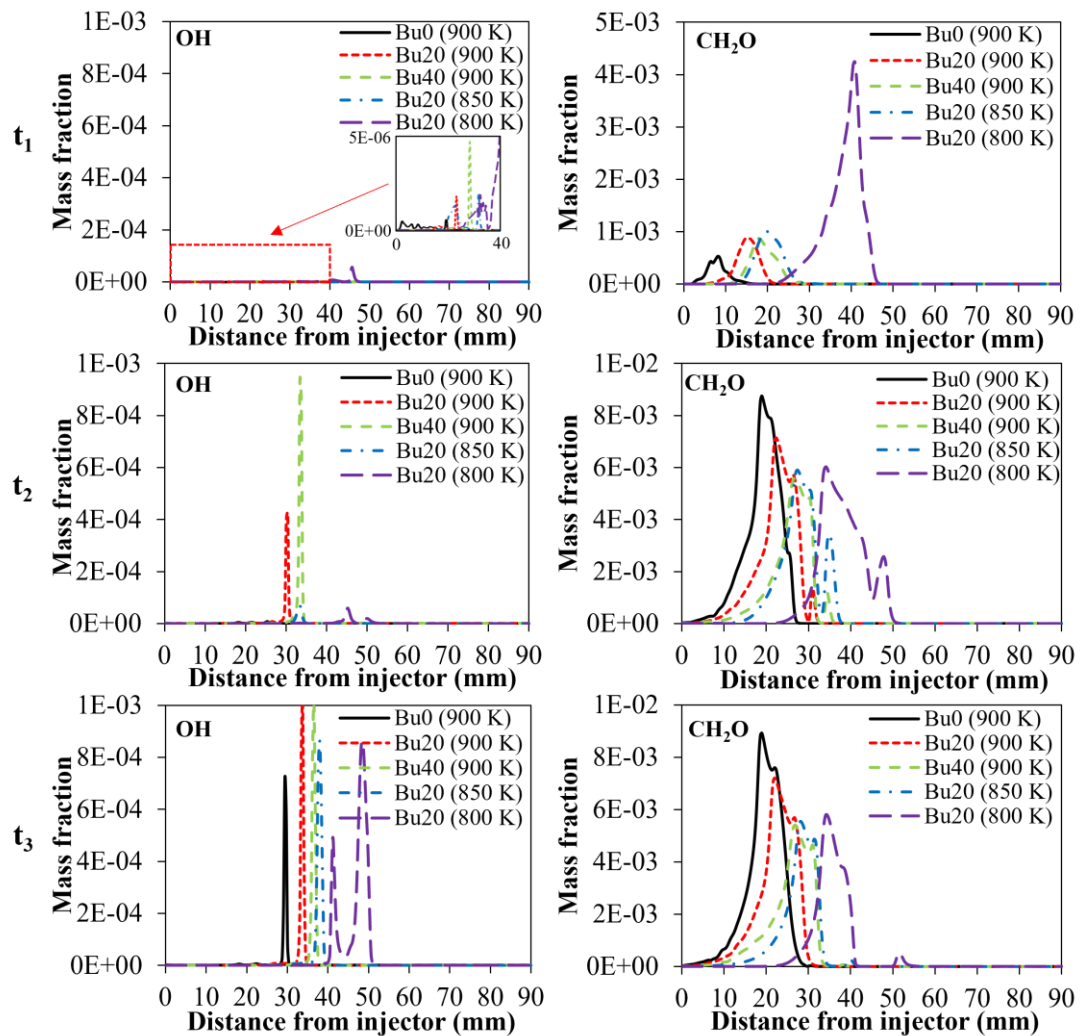 t1
OH
Mass fraction
1E-03
8E-04
6E-04
4E-04
2E-04
0E+00
Bu0 (900 K)
Bu20 (900 K)
Bu40 (900 K)
Bu20 (850 K)
Bu20 (800 K)
5E-06
0E+00
0
40
0 10 20 30 40 50 60 70 80 90
Distance from injector (mm)
CH2O
Mass fraction
5E-03
4E-03
3E-03
2E-03
1E-03
0E+00
Bu0 (900 K)
Bu20 (900 K)
Bu40 (900 K)
Bu20 (850 K)
Bu20 (800 K)
0 10 20 30 40 50 60 70 80 90
Distance from injector (mm)
t2
OH
Mass fraction
1E-03
8E-04
6E-04
4E-04
2E-04
0E+00
Bu0 (900 K)
Bu20 (900 K)
Bu40 (900 K)
Bu20 (850 K)
Bu20 (800 K)
0 10 20 30 40 50 60 70 80 90
Distance from injector (mm)
CH2O
Mass fraction
1E-02
8E-03
6E-03
4E-03
2E-03
0E+00
Bu0 (900 K)
Bu20 (900 K)
Bu40 (900 K)
Bu20 (850 K)
Bu20 (800 K)
0 10 20 30 40 50 60 70 80 90
Distance from injector (mm)
t3
OH
Mass fraction
1E-03
8E-04
6E-04
4E-04
2E-04
0E+00
Bu0 (900 K)
Bu20 (900 K)
Bu40 (900 K)
Bu20 (850 K)
Bu20 (800 K)
0 10 20 30 40 50 60 70 80 90
Distance from injector (mm)
CH2O
Mass fraction
1E-02
8E-03
6E-03
4E-03
2E-03
0E+00
Bu0 (900 K)
Bu20 (900 K)
Bu40 (900 K)
Bu20 (850 K)
Bu20 (800 K)
0 10 20 30 40 50 60 70 80 90
Distance from injector (mm)